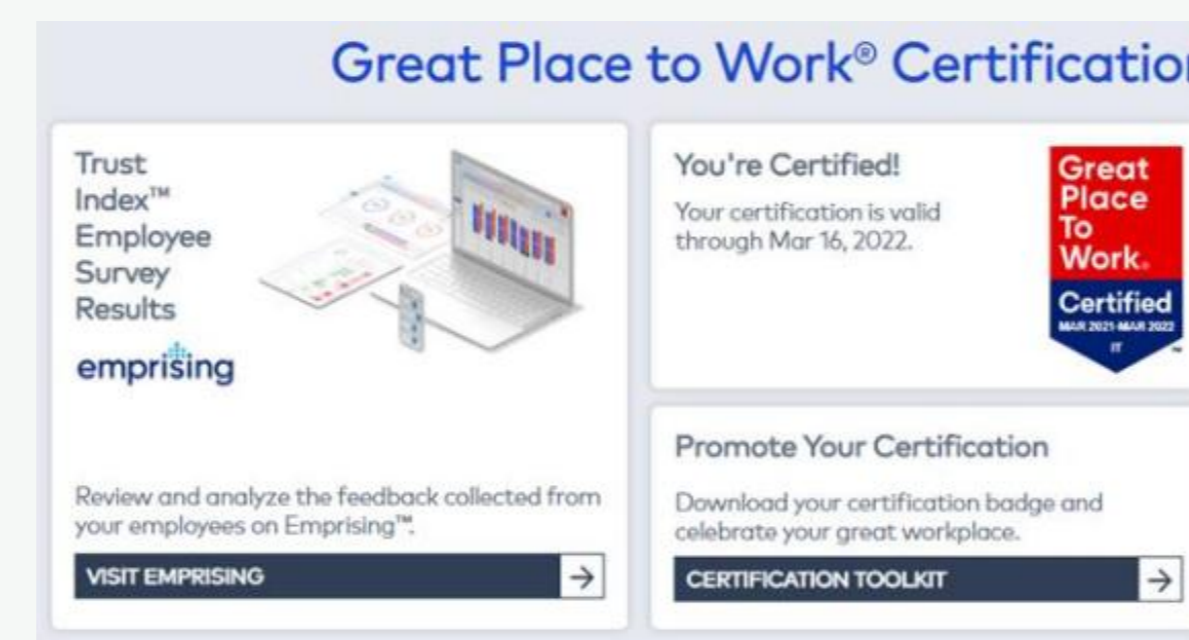 Great Place to Work® Certification
Trust
Index™
Employee
Survey
Results
emprising
Review and analyze the feedback collected from
your employees on Emprising™.
VISIT EMPRISING
You're Certified!
Your certification is valid
through Mar 16, 2022.
Great
Place
To
Work®
Certified
MAR 2021-MAR 2022
IT
™
Promote Your Certification
Download your certification badge and
celebrate your great workplace.
CERTIFICATION TOOLKIT